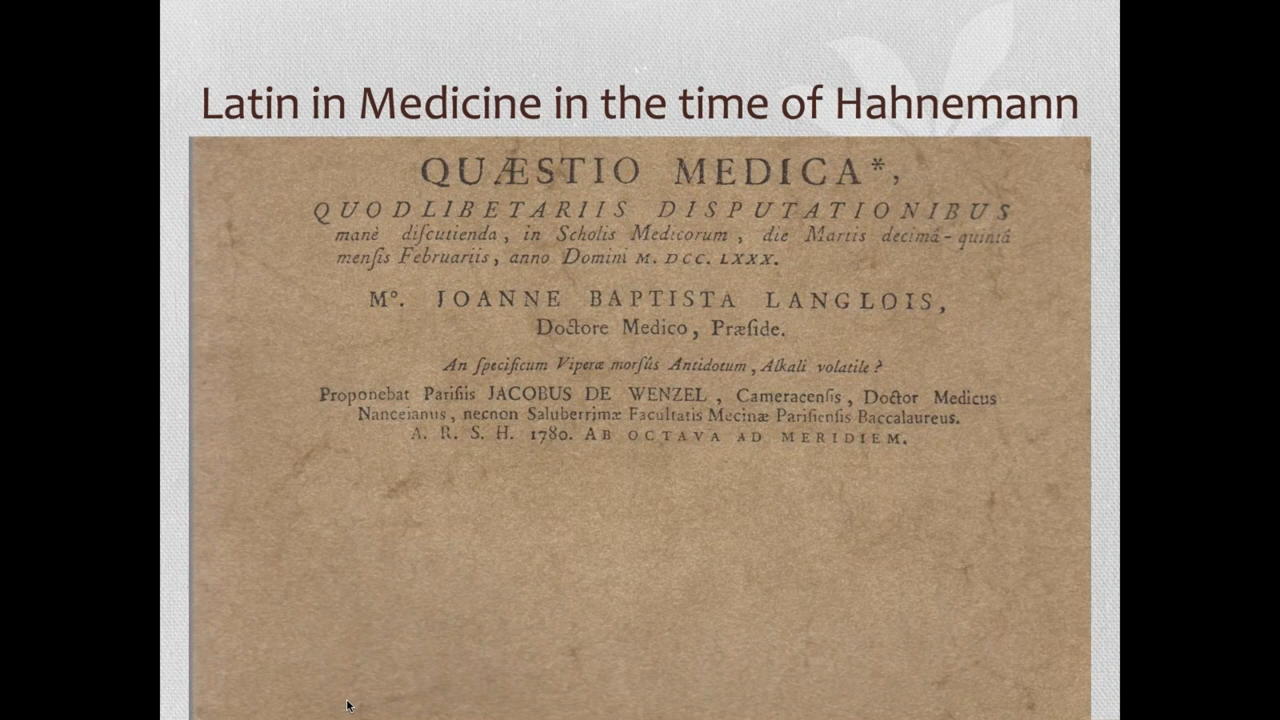 Latin in Medicine in the time of Hahnemann
QUÆSTIO MEDICA*,
QUODLIBETARIIS DISPUTATIONIBUS
manè diſcutienda, in Scholis Medicorum, die Martis decimâ-quintâ
menſis Februariis, anno Domini M. DCC. LXXX.
M°. JOANNE BAPTISTA LANGLOIS,
Doctore Medico, Præſide.
An ſpecificum Viperæ morſûs Antidotum, Alkali volatile?
Proponebat Pariſiis JACOBUS DE WENZEL, Cameracenſis, Doctor Medicus
Nanceianus, necnon Saluberrimæ Facultatis Mecinæ Pariſienſis Baccalaureus.
A. R. S. H. 1780. AB OCTAVA AD MERIDIEM.